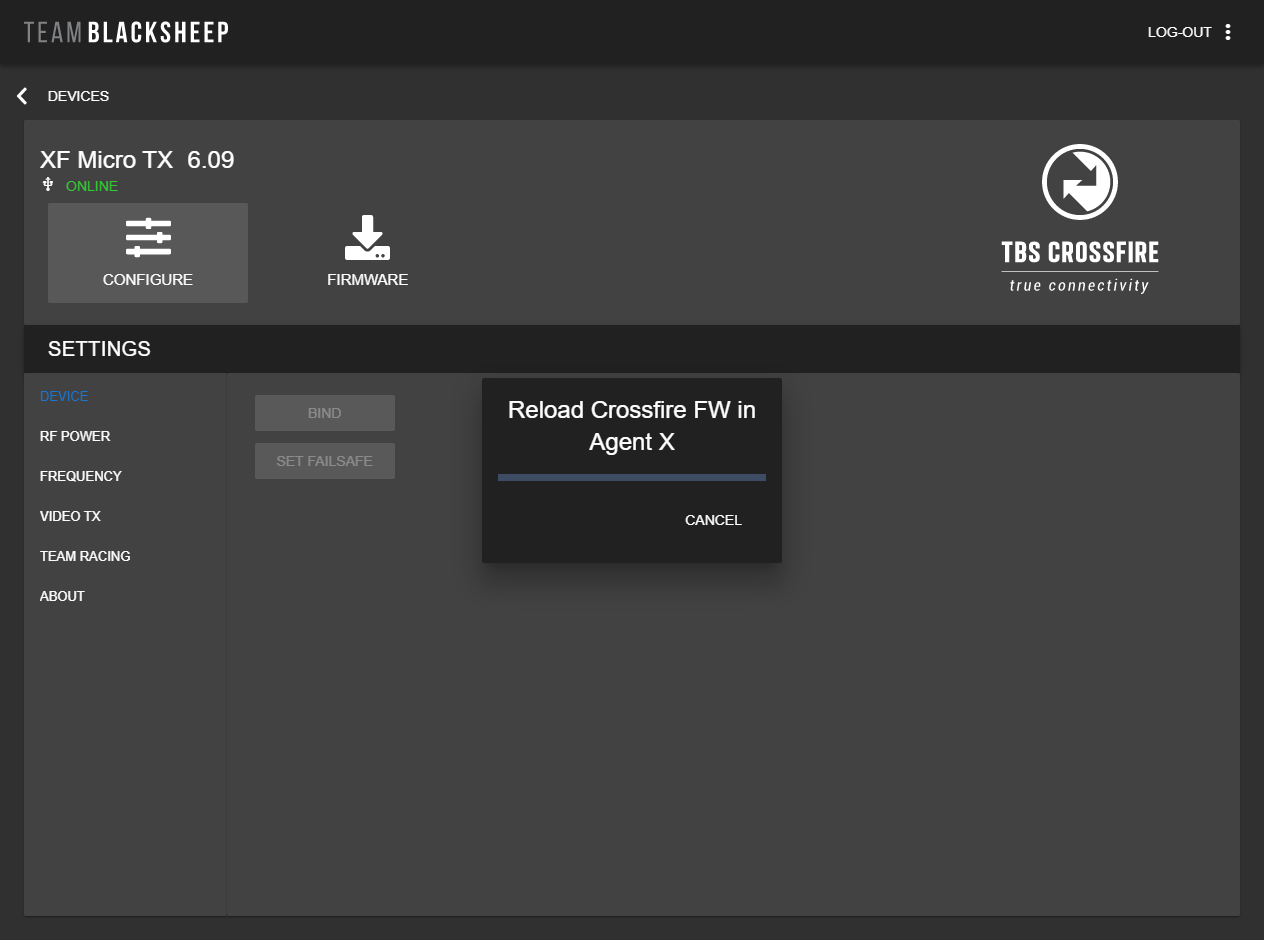 TEAM BLACKSHEEP
LOG-OUT
DEVICES
XF Micro TX 6.09
ONLINE
CONFIGURE
FIRMWARE
TBS CROSSFIRE
true connectivity
SETTINGS
DEVICE
RF POWER
FREQUENCY
VIDEO TX
TEAM RACING
ABOUT
BIND
SET FAILSAFE
Reload Crossfire FW in
Agent X
CANCEL